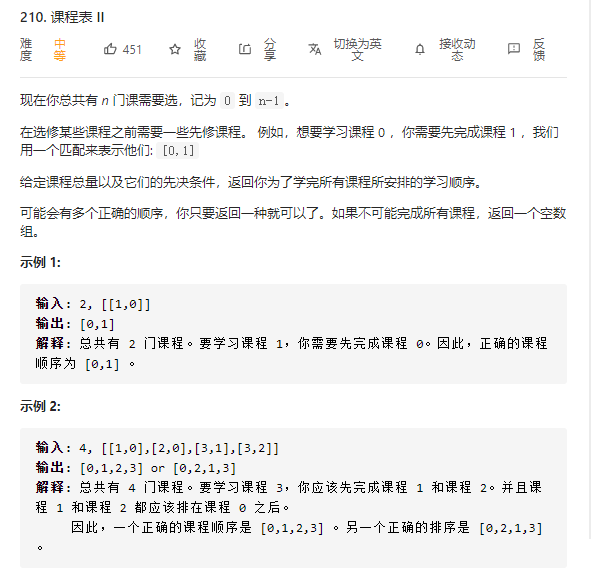 210. 课程表 II
难度 中等 451 收藏 分享 切换为英文 接收动态 反馈
现在你总共有 n 门课需要选，记为 0 到 n-1。
在选修某些课程之前需要一些先修课程。 例如，想要学习课程 0 ，你需要先完成课程 1 ，我们
用一个匹配来表示他们: [0,1]
给定课程总量以及它们的先决条件，返回你为了学完所有课程所安排的学习顺序。
可能会有多个正确的顺序，你只要返回一种就可以了。如果不可能完成所有课程，返回一个空数
组。
示例 1:
输入: 2, [[1,0]]
输出: [0,1]
解释: 总共有 2 门课程。要学习课程 1，你需要先完成课程 0。因此，正确的课程
顺序为 [0,1] 。
示例 2:
输入: 4, [[1,0],[2,0],[3,1],[3,2]]
输出: [0,1,2,3] or [0,2,1,3]
解释: 总共有 4 门课程。要学习课程 3，你应该先完成课程 1 和课程 2。并且课
程 1 和课程 2 都应该排在课程 0 之后。
因此，一个正确的课程顺序是 [0,1,2,3] 。另一个正确的排序是 [0,2,1,3]
。